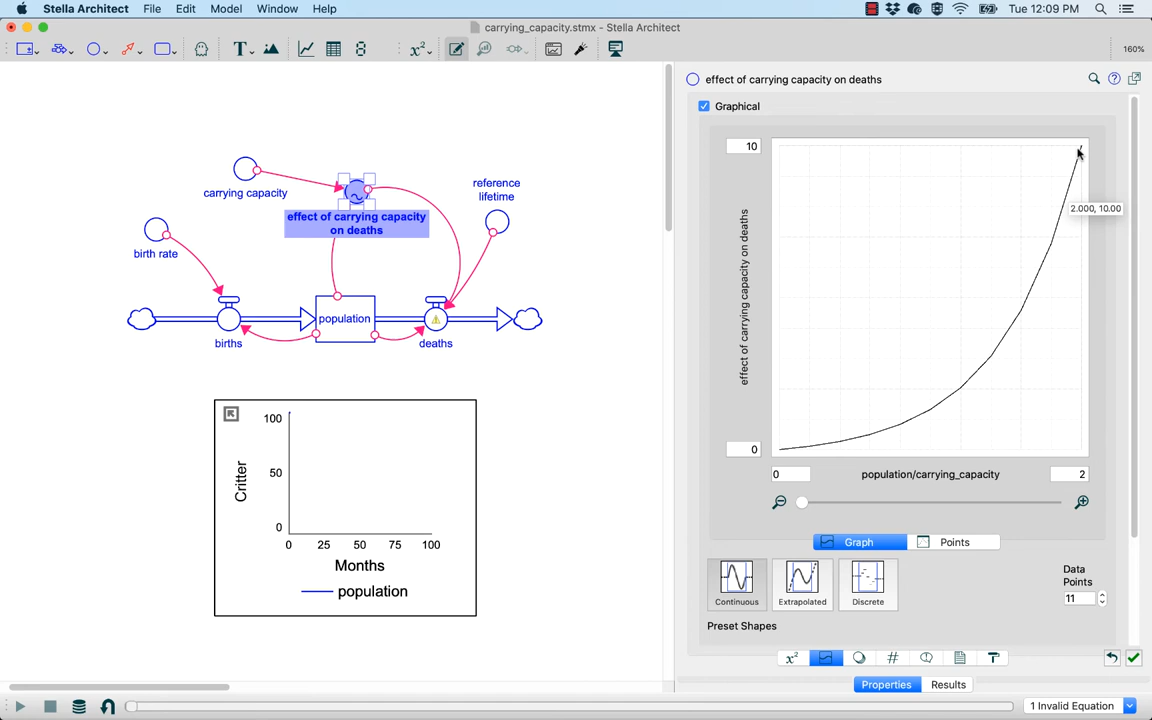 Stella Architect File Edit Model Window Help Tue 12:09 PM
carrying_capacity.stmx - Stella Architect
T x² 160%
effect of carrying capacity on deaths
Graphical
10
2.000, 10.00
effect of carrying capacity on deaths
0
0 population/carrying_capacity 2
Graph Points
Continuous Extrapolated Discrete
Data
Points
11
Preset Shapes
x² #
Properties Results
1 Invalid Equation
carrying capacity
effect of carrying capacity
on deaths
reference
lifetime
birth rate
population
births
deaths
100
50
0
Critter
0 25 50 75 100
Months
population